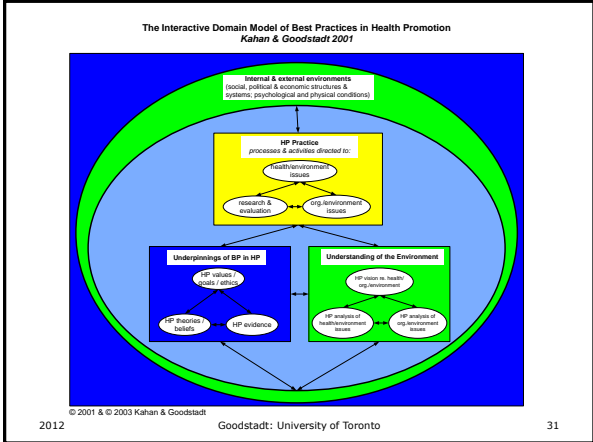 The Interactive Domain Model of Best Practices in Health Promotion
Kahan & Goodstadt 2001
Internal & external environments
(social, political & economic structures &
systems; psychological and physical conditions)
HP Practice
processes & activities directed to:
health/environment
issues
research &
evaluation
org./environment
issues
Underpinnings of BP in HP
HP values /
goals / ethics
HP theories /
beliefs
HP evidence
Understanding of the Environment
HP vision re. health/
org./environment
HP analysis of
health/environment
issues
HP analysis of
org./environment
issues
© 2001 & © 2003 Kahan & Goodstadt
2012
Goodstadt: University of Toronto
31